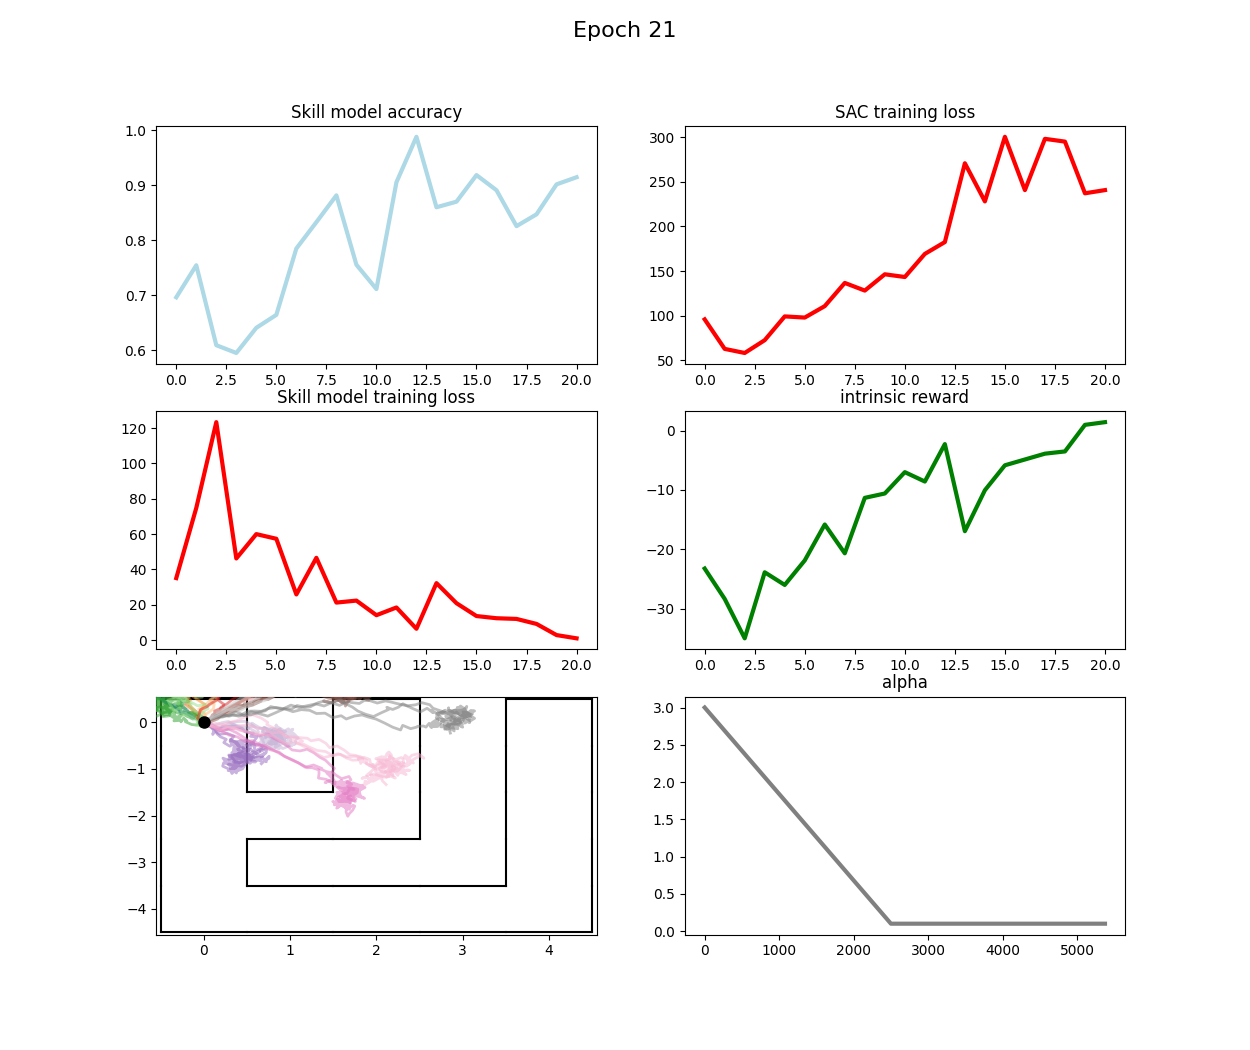 Epoch 21
Skill model accuracy
1.0
0.9
0.8
0.7
0.6
0.0 2.5 5.0 7.5 10.0 12.5 15.0 17.5 20.0
SAC training loss
300
250
200
150
100
50
0.0 2.5 5.0 7.5 10.0 12.5 15.0 17.5 20.0
Skill model training loss
120
100
80
60
40
20
0
0.0 2.5 5.0 7.5 10.0 12.5 15.0 17.5 20.0
intrinsic reward
0
−10
−20
−30
0.0 2.5 5.0 7.5 10.0 12.5 15.0 17.5 20.0
0
−1
−2
−3
−4
0 1 2 3 4
alpha
3.0
2.5
2.0
1.5
1.0
0.5
0.0
0 1000 2000 3000 4000 5000